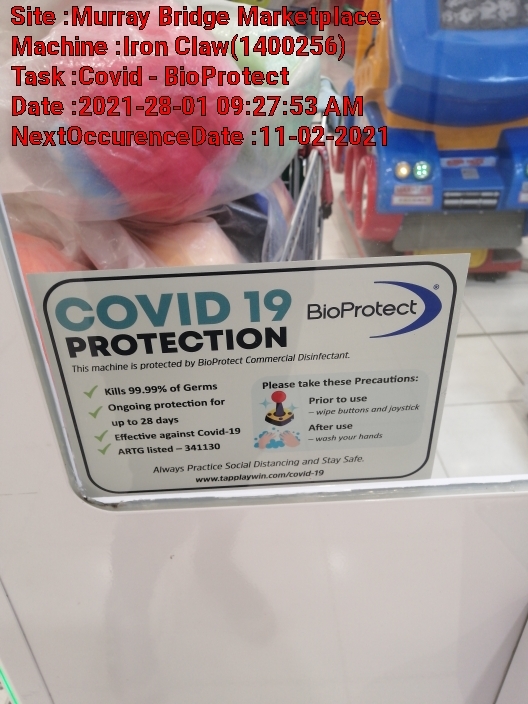 Site :Murray Bridge Marketplace
Machine :Iron Claw(1400256)
Task :Covid - BioProtect
Date :2021-28-01 09:27:53 AM
NextOccurenceDate :11-02-2021
COVID 19
PROTECTION
BioProtect®
This machine is protected by BioProtect Commercial Disinfectant.
Kills 99.99% of Germs
Ongoing protection for
up to 28 days
Effective against Covid-19
ARTG listed – 341130
Please take these Precautions:
Prior to use
– wipe buttons and joystick
After use
– wash your hands
Always Practice Social Distancing and Stay Safe.
www.tapplaywin.com/covid-19